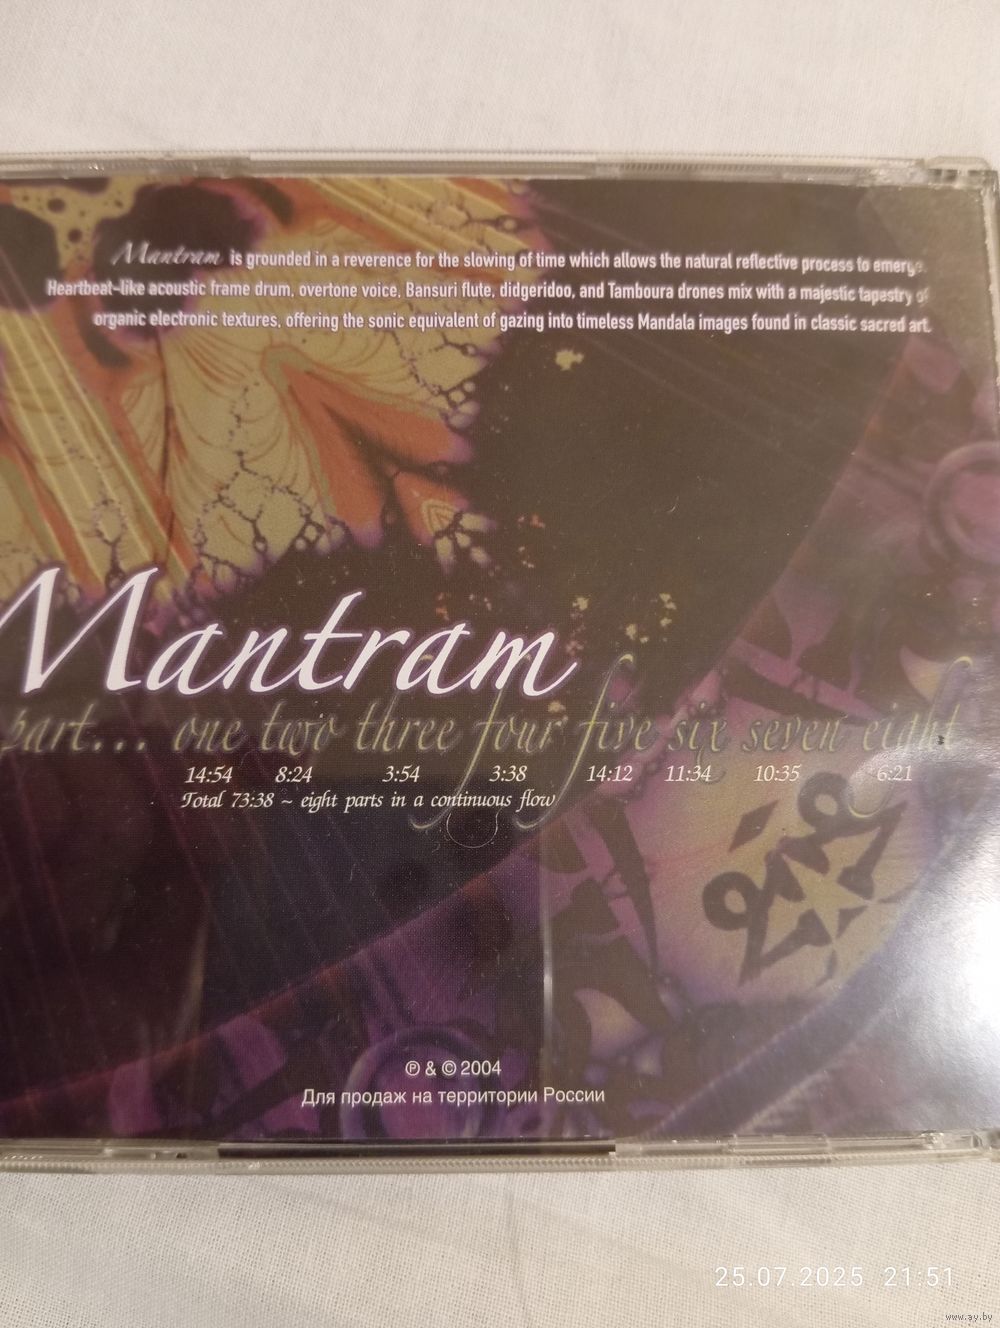 Mantram is grounded in a reverence for the slowing of time which allows the natural reflective process to emerge.
Heartbeat-like acoustic frame drum, overtone voice, Bansuri flute, didgeridoo, and Tamboura drones mix with a majestic tapestry of
organic electronic textures, offering the sonic equivalent of gazing into timeless Mandala images found in classic sacred art.
Mantram
part... one two three four five six seven eight
14:54 8:24 3:54 3:38 14:12 11:34 10:35 6:21
Total 73:38 ~ eight parts in a continuous flow
℗ & © 2004
Для продаж на территории России
25.07.2025 21:51
www.ay.by